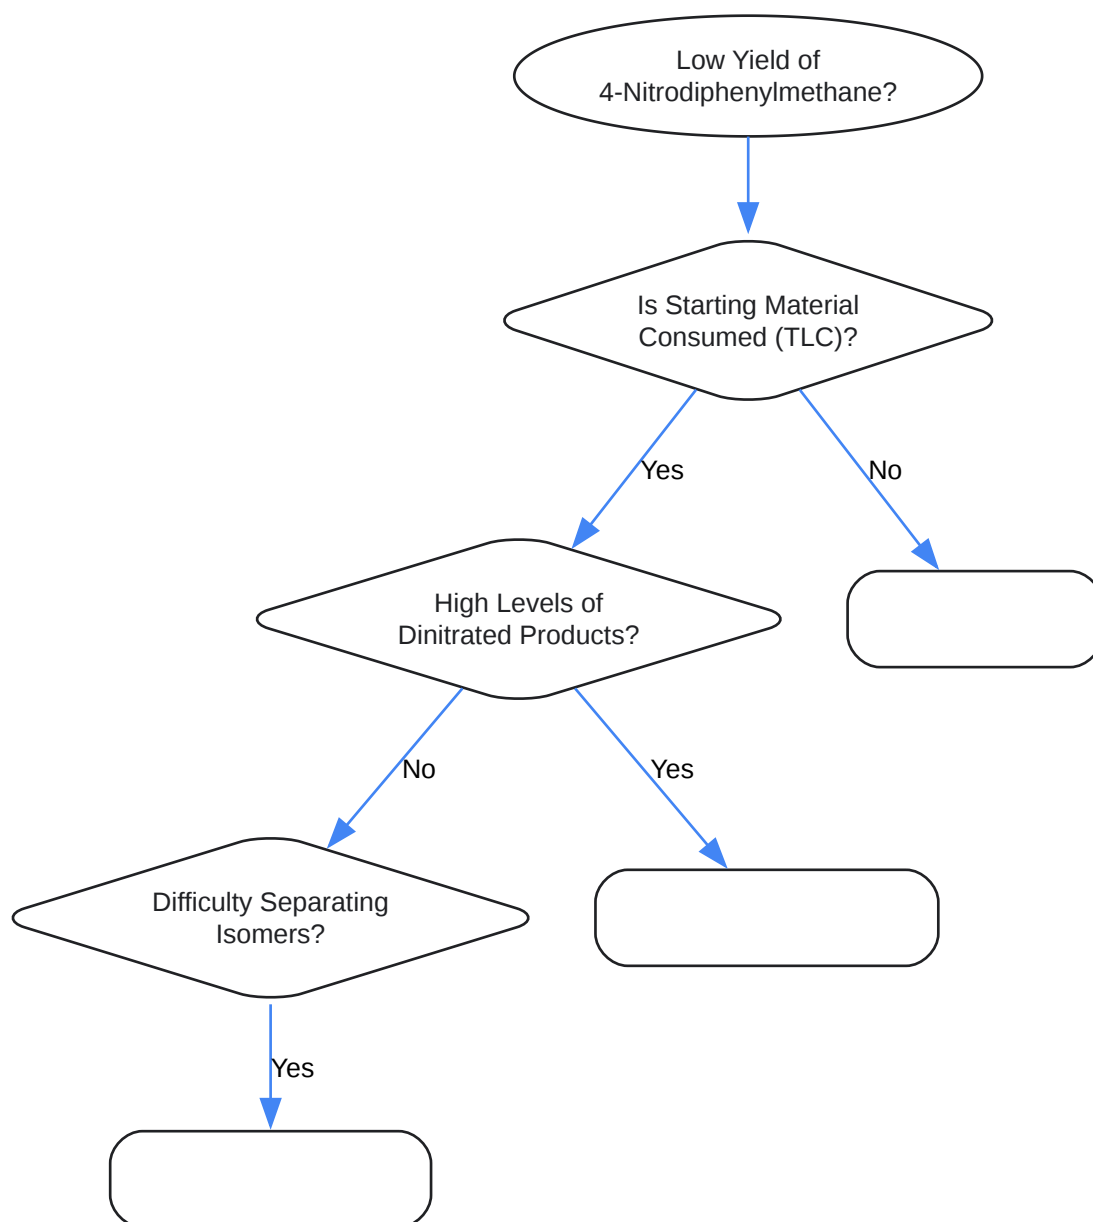 Low Yield of
4-Nitrodiphenylmethane?
Is Starting Material
Consumed (TLC)?
Yes
No
High Levels of
Dinitrated Products?
No
Yes
Difficulty Separating
Isomers?
Yes